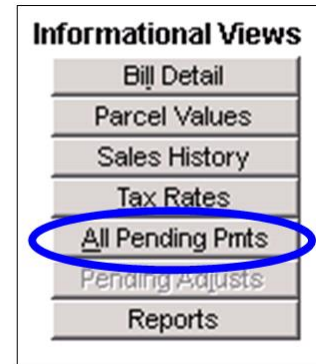 Informational Views
Bill Detail
Parcel Values
Sales History
Tax Rates
All Pending Pmts
Pending Adjusts
Reports